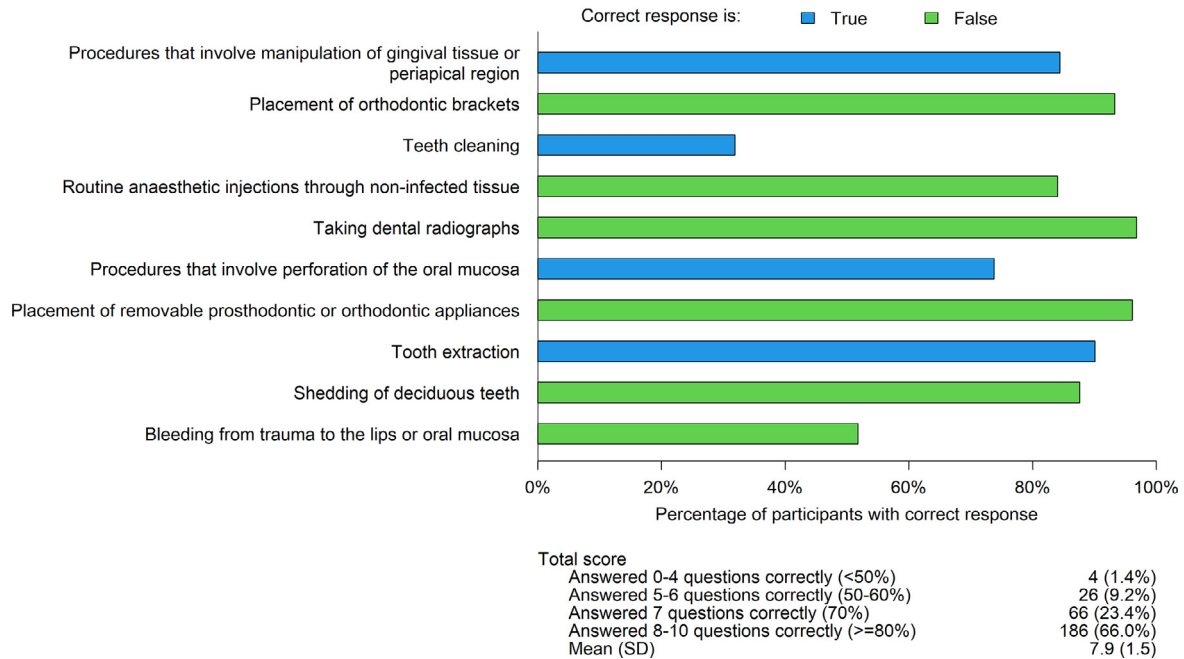 Correct response is: True False
Procedures that involve manipulation of gingival tissue or
periapical region
Placement of orthodontic brackets
Teeth cleaning
Routine anaesthetic injections through non-infected tissue
Taking dental radiographs
Procedures that involve perforation of the oral mucosa
Placement of removable prosthodontic or orthodontic appliances
Tooth extraction
Shedding of deciduous teeth
Bleeding from trauma to the lips or oral mucosa
0% 20% 40% 60% 80% 100%
Percentage of participants with correct response
Total score
Answered 0-4 questions correctly (<50%) 4 (1.4%)
Answered 5-6 questions correctly (50-60%) 26 (9.2%)
Answered 7 questions correctly (70%) 66 (23.4%)
Answered 8-10 questions correctly (>=80%) 186 (66.0%)
Mean (SD) 7.9 (1.5)